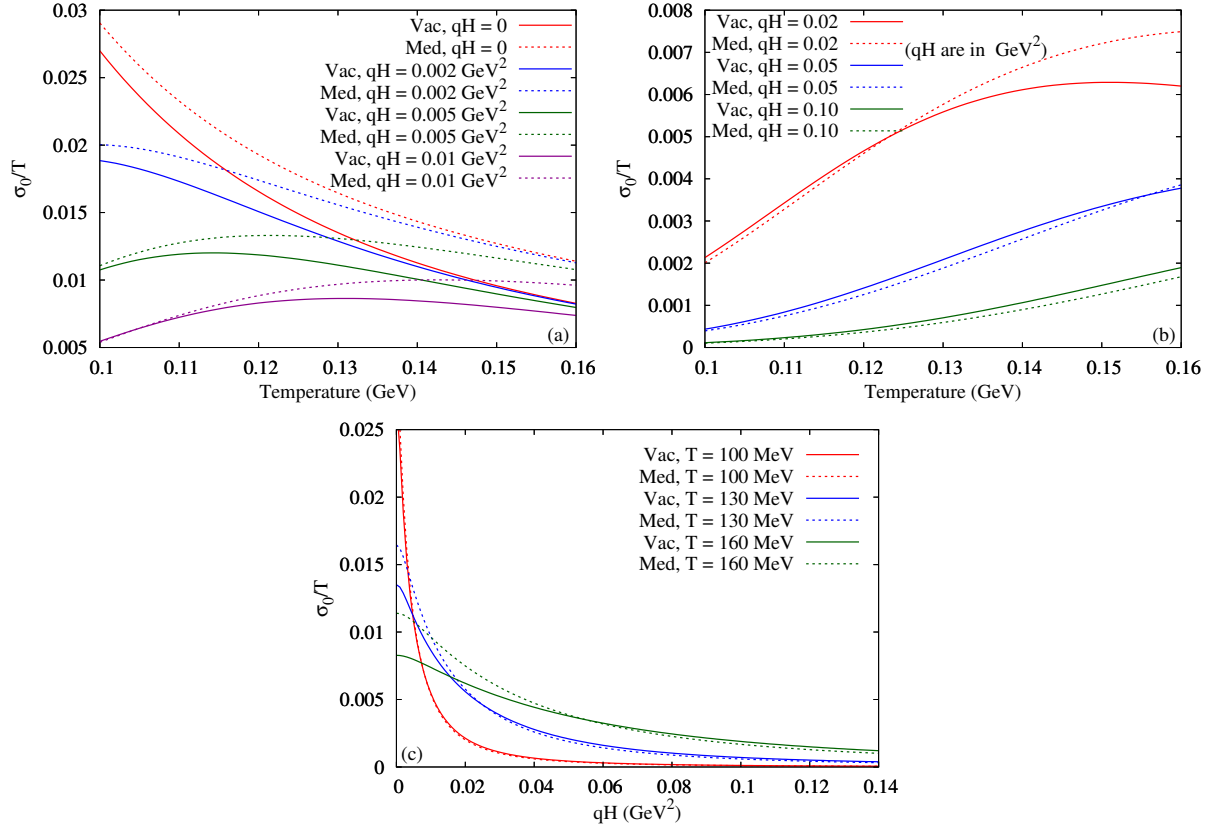 0.03
0.025
0.02
0.015
0.01
0.005
σ0/T
Vac, qH = 0
Med, qH = 0
Vac, qH = 0.002 GeV²
Med, qH = 0.002 GeV²
Vac, qH = 0.005 GeV²
Med, qH = 0.005 GeV²
Vac, qH = 0.01 GeV²
Med, qH = 0.01 GeV²
(a)
0.1 0.11 0.12 0.13 0.14 0.15 0.16
Temperature (GeV)
0.008
0.007
0.006
0.005
0.004
0.003
0.002
0.001
0
σ0/T
Vac, qH = 0.02
Med, qH = 0.02
(qH are in GeV²)
Vac, qH = 0.05
Med, qH = 0.05
Vac, qH = 0.10
Med, qH = 0.10
(b)
0.1 0.11 0.12 0.13 0.14 0.15 0.16
Temperature (GeV)
0.025
0.02
0.015
0.01
0.005
0
σ0/T
Vac, T = 100 MeV
Med, T = 100 MeV
Vac, T = 130 MeV
Med, T = 130 MeV
Vac, T = 160 MeV
Med, T = 160 MeV
(c)
0 0.02 0.04 0.06 0.08 0.1 0.12 0.14
qH (GeV²)